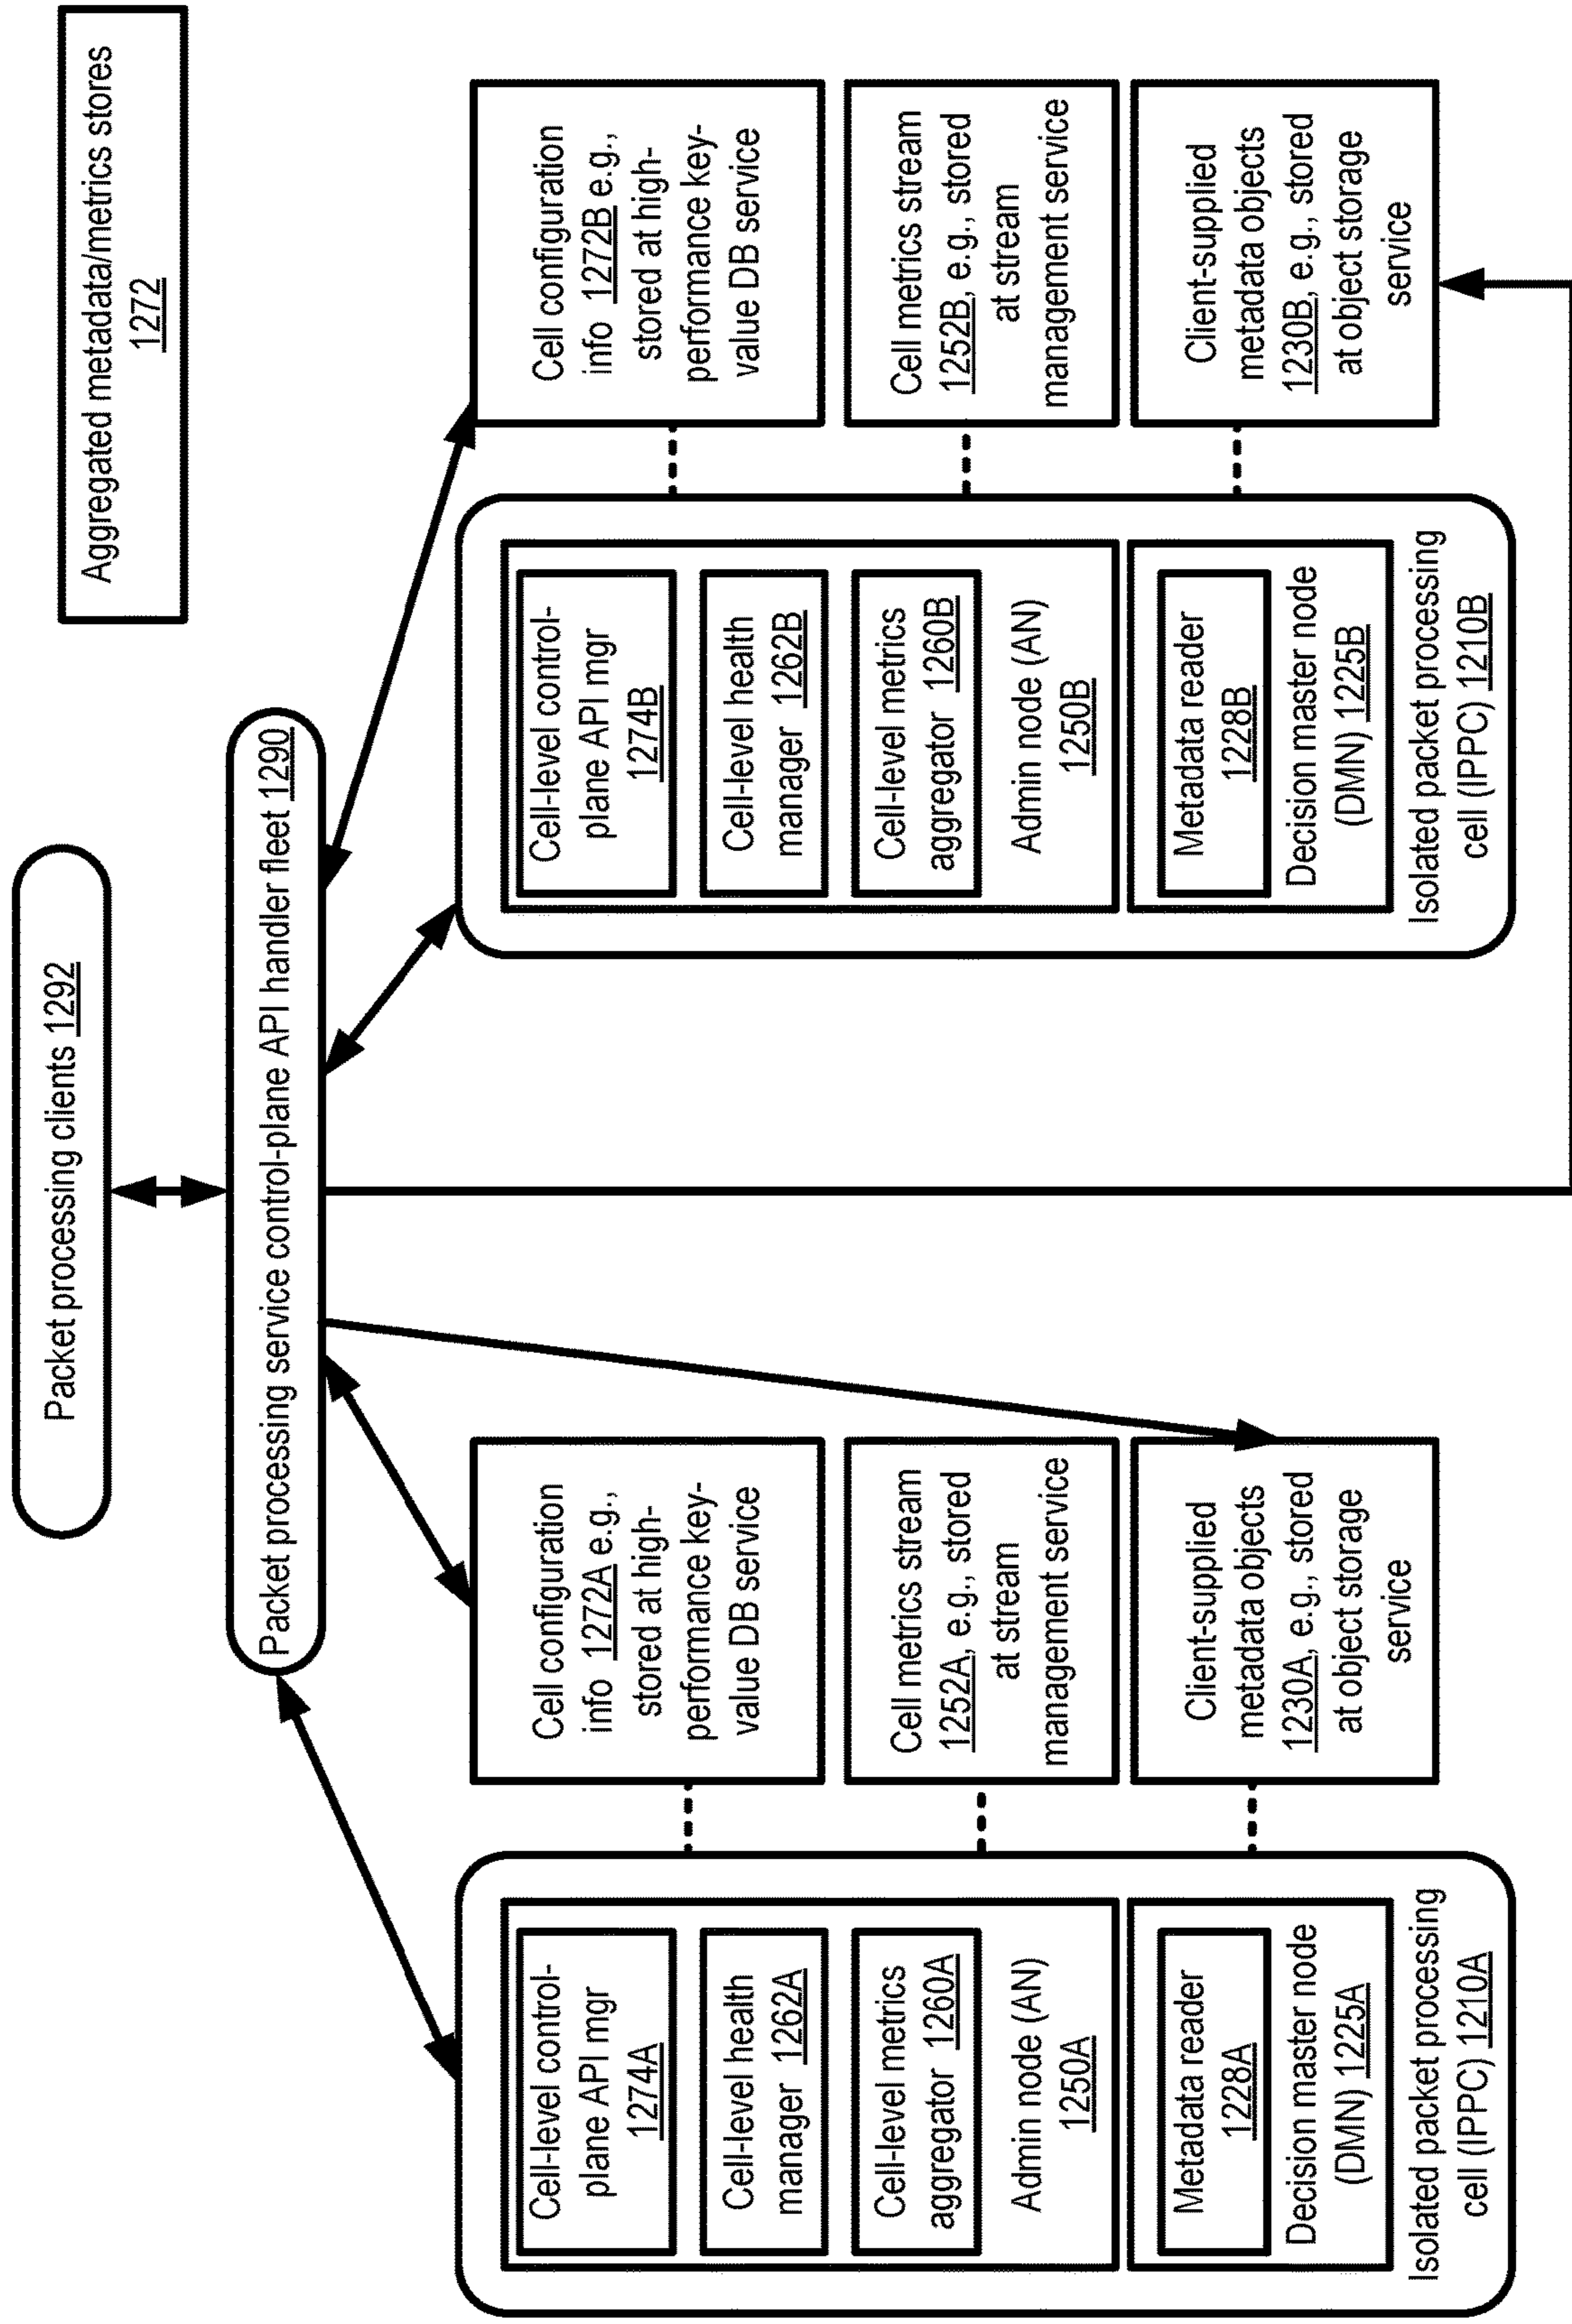 Aggregated metadata/metrics stores
1272
Packet processing clients 1292
Packet processing service control-plane API handler fleet 1290
Cell-level control-
plane API mgr
1274A
Cell-level health
manager 1262A
Cell-level metrics
aggregator 1260A
Admin node (AN)
1250A
Metadata reader
1228A
Decision master node
(DMN) 1225A
Isolated packet processing
cell (IPPC) 1210A
Cell configuration
info 1272A e.g.,
stored at high-
performance key-
value DB service
Cell metrics stream
1252A, e.g., stored
at stream
management service
Client-supplied
metadata objects
1230A, e.g., stored
at object storage
service
Cell-level control-
plane API mgr
1274B
Cell-level health
manager 1262B
Cell-level metrics
aggregator 1260B
Admin node (AN)
1250B
Metadata reader
1228B
Decision master node
(DMN) 1225B
Isolated packet processing
cell (IPPC) 1210B
Cell configuration
info 1272B e.g.,
stored at high-
performance key-
value DB service
Cell metrics stream
1252B, e.g., stored
at stream
management service
Client-supplied
metadata objects
1230B, e.g., stored
at object storage
service